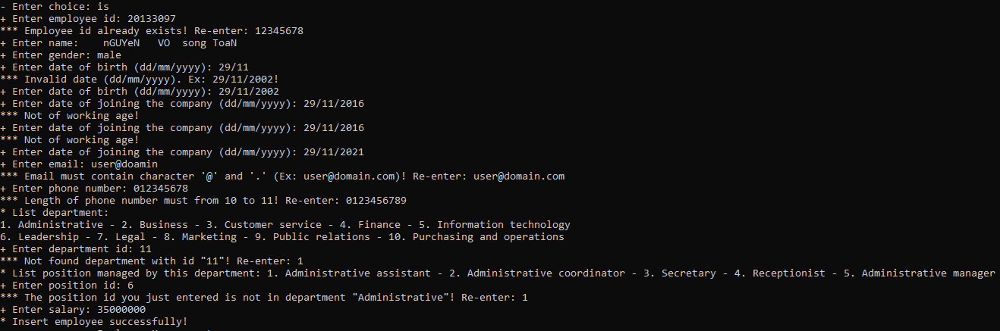 - Enter choice: is
+ Enter employee id: 20133097
*** Employee id already exists! Re-enter: 12345678
+ Enter name:    nGUYeN   VO  song ToaN
+ Enter gender: male
+ Enter date of birth (dd/mm/yyyy): 29/11
*** Invalid date (dd/mm/yyyy). Ex: 29/11/2002!
+ Enter date of birth (dd/mm/yyyy): 29/11/2002
+ Enter date of joining the company (dd/mm/yyyy): 29/11/2016
*** Not of working age!
+ Enter date of joining the company (dd/mm/yyyy): 29/11/2016
*** Not of working age!
+ Enter date of joining the company (dd/mm/yyyy): 29/11/2021
+ Enter email: user@doamin
*** Email must contain character '@' and '.' (Ex: user@domain.com)! Re-enter: user@domain.com
+ Enter phone number: 012345678
*** Length of phone number must from 10 to 11! Re-enter: 0123456789
* List department:
1. Administrative - 2. Business - 3. Customer service - 4. Finance - 5. Information technology
6. Leadership - 7. Legal - 8. Marketing - 9. Public relations - 10. Purchasing and operations
+ Enter department id: 11
*** Not found department with id "11"! Re-enter: 1
* List position managed by this department: 1. Administrative assistant - 2. Administrative coordinator - 3. Secretary - 4. Receptionist - 5. Administrative manager
+ Enter position id: 6
*** The position id you just entered is not in department "Administrative"! Re-enter: 1
+ Enter salary: 35000000
* Insert employee successfully!